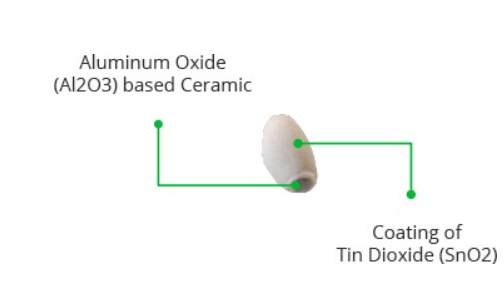 Aluminum Oxide
(Al2O3) based Ceramic
Coating of
Tin Dioxide (SnO2)